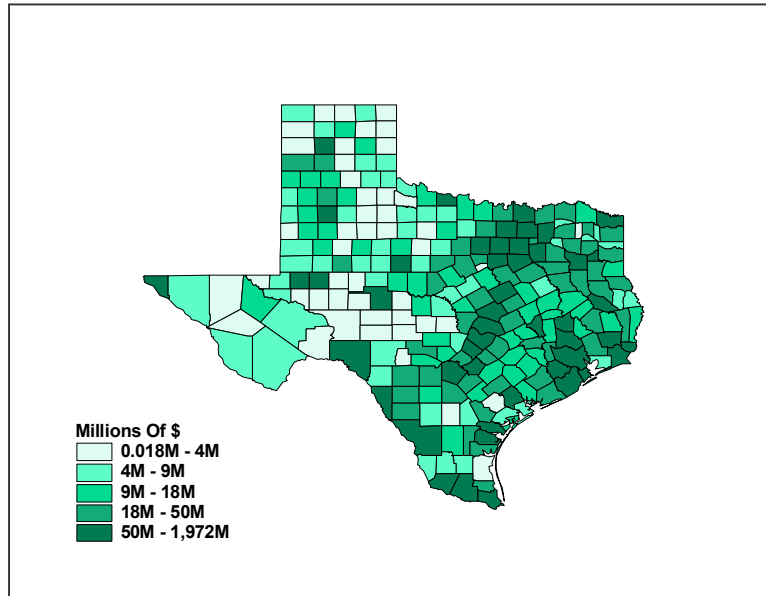 Millions Of $
0.018M - 4M
4M - 9M
9M - 18M
18M - 50M
50M - 1,972M